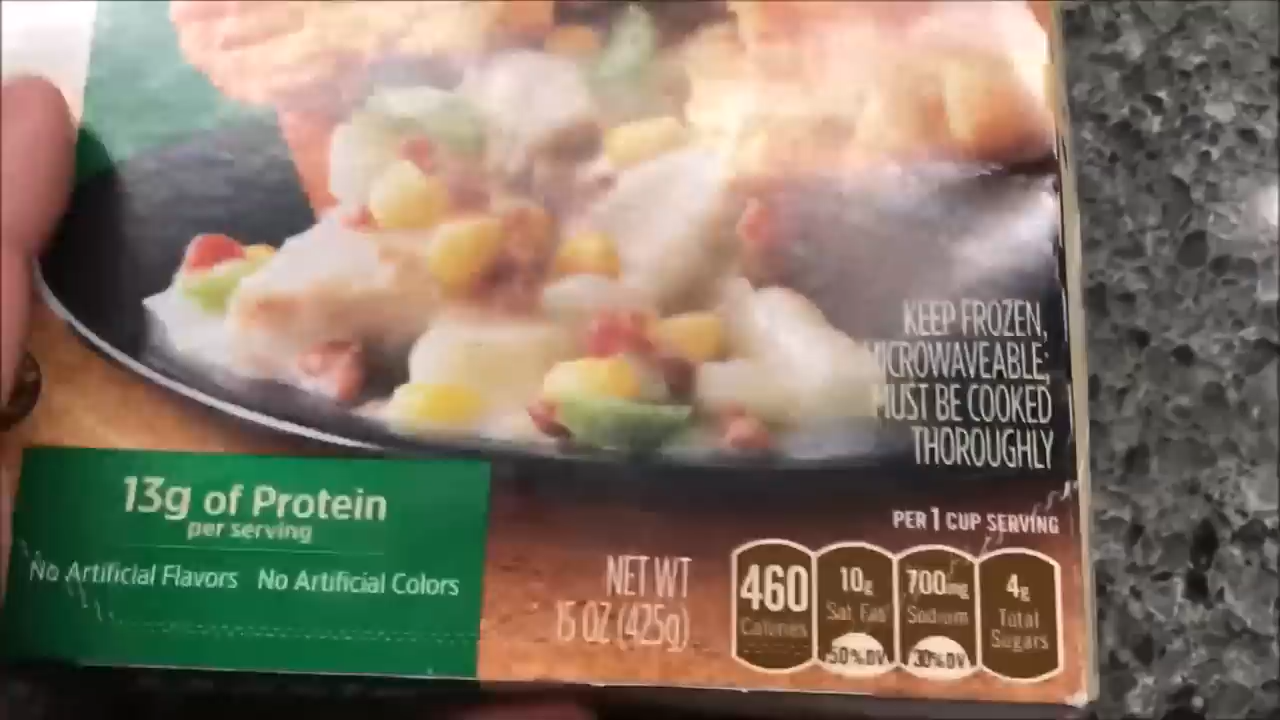 KEEP FROZEN,
MICROWAVEABLE;
MUST BE COOKED
THOROUGHLY
13g of Protein
per serving
No Artificial Flavors No Artificial Colors
NET WT
15 OZ (425g)
PER 1 CUP SERVING
460
Calories
10g
Sat Fat
50% DV
700mg
Sodium
30% DV
4g
Total
Sugars